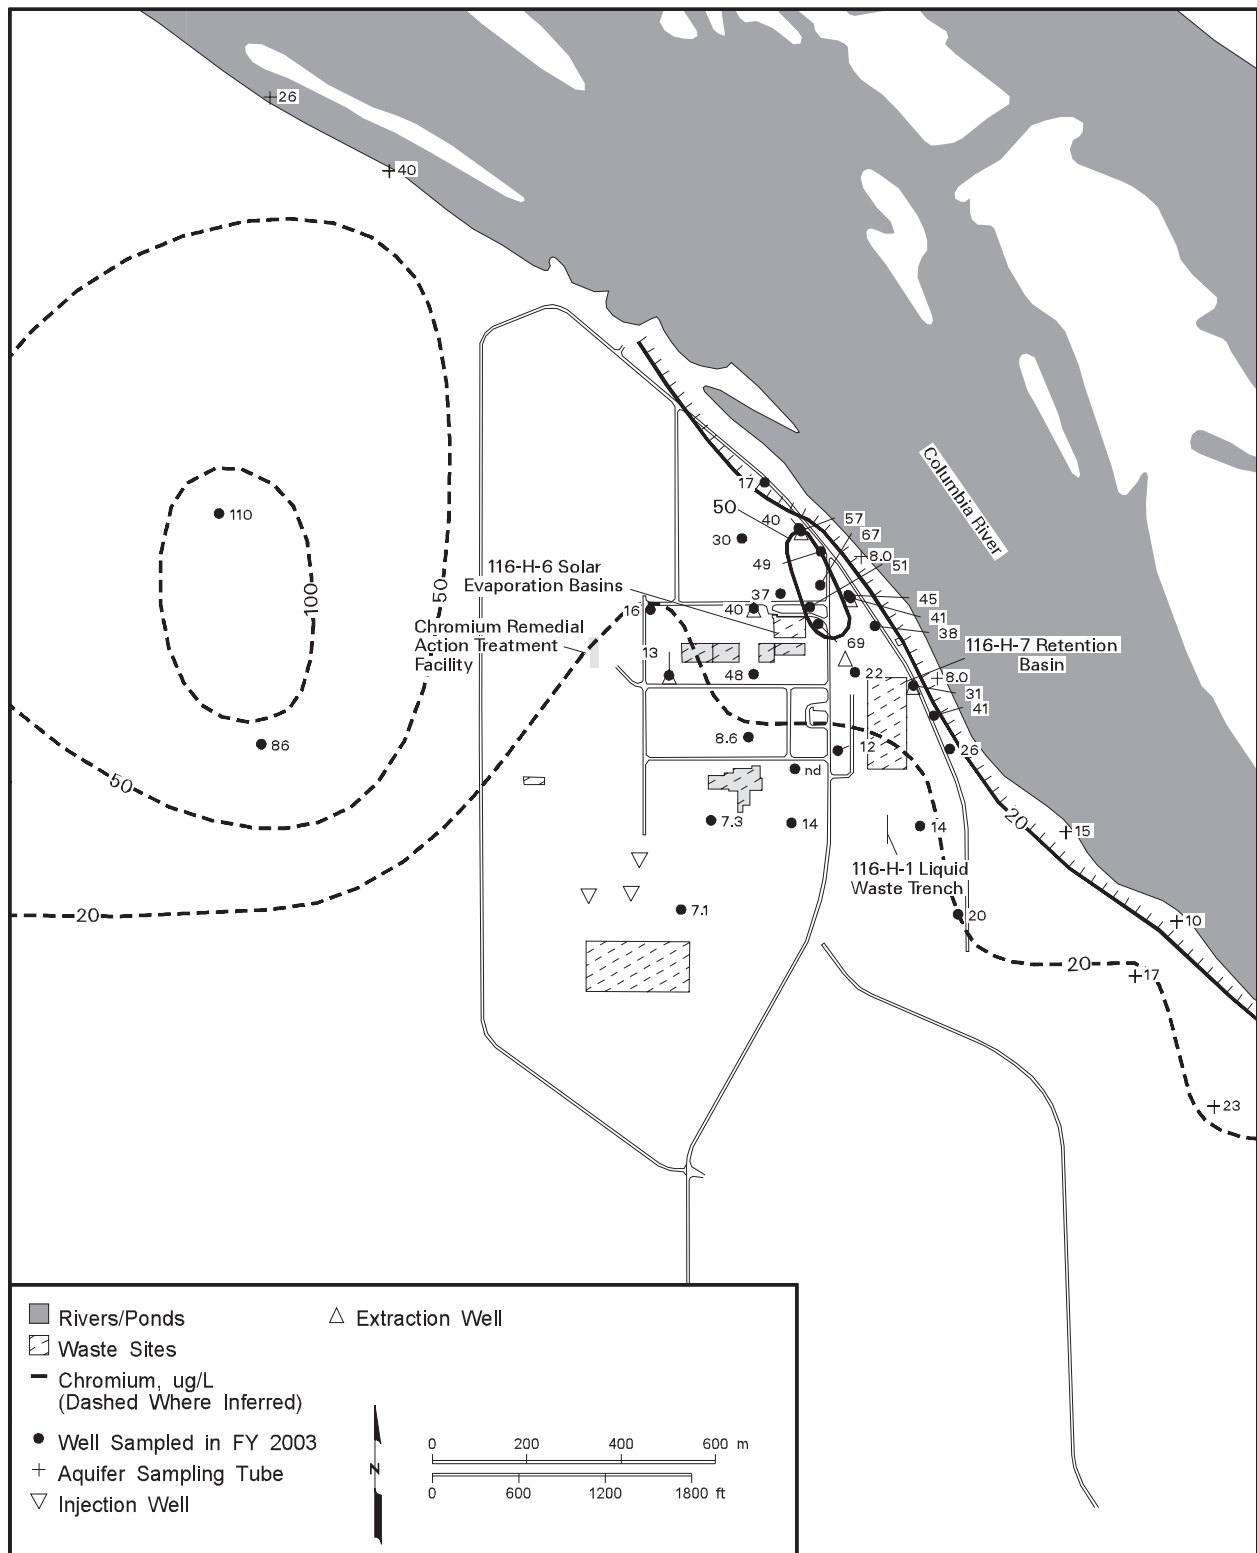 26
40
17
50
40
57
67
110
30
8.0
49
51
116-H-6 Solar
Evaporation Basins
50
100
37
45
40
41
16
38
Chromium Remedial
Action Treatment
Facility
69
116-H-7 Retention
Basin
13
48
22
8.0
31
41
86
8.6
12
26
nd
50
7.3
14
14
20
15
116-H-1 Liquid
Waste Trench
20
7.1
20
10
20
17
23
Columbia River
Rivers/Ponds
Extraction Well
Waste Sites
Chromium, ug/L
(Dashed Where Inferred)
Well Sampled in FY 2003
Aquifer Sampling Tube
Injection Well
N
0 200 400 600 m
0 600 1200 1800 ft